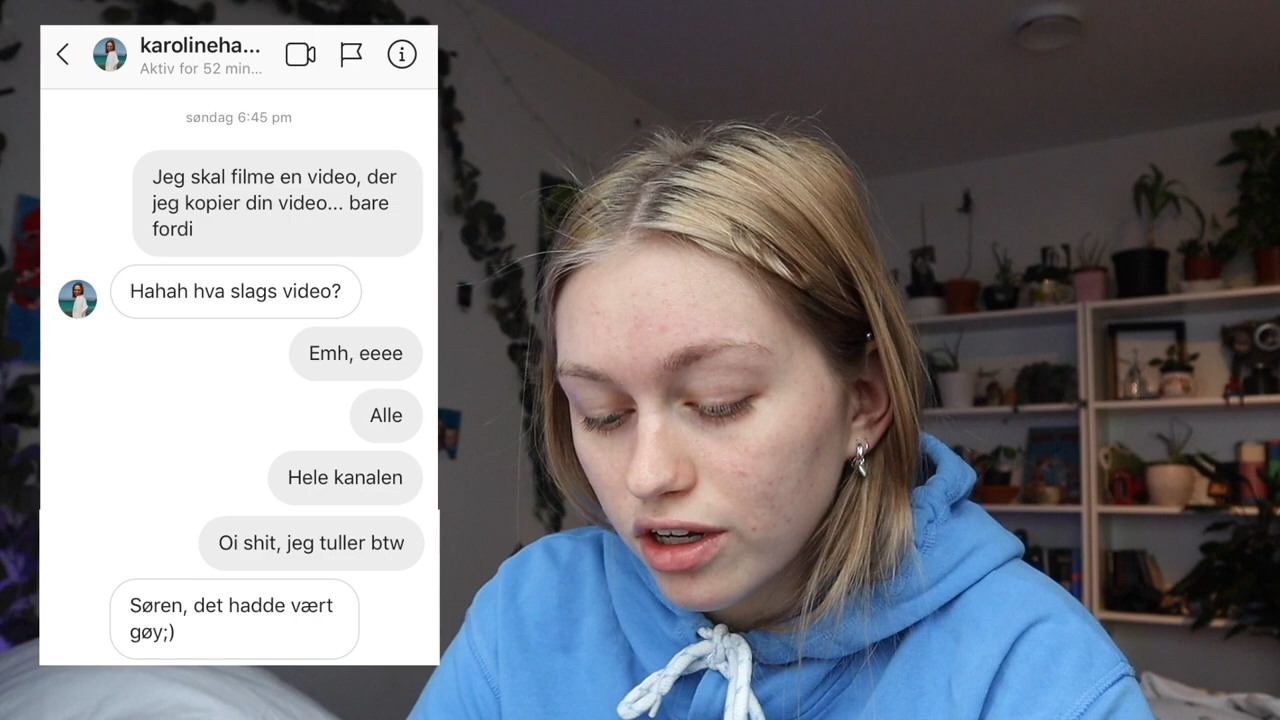 karolineha...
Aktiv for 52 min...
søndag 6:45 pm
Jeg skal filme en video, der
jeg kopier din video... bare
fordi
Hahah hva slags video?
Emh, eeee
Alle
Hele kanalen
Oi shit, jeg tuller btw
Søren, det hadde vært
gøy;)